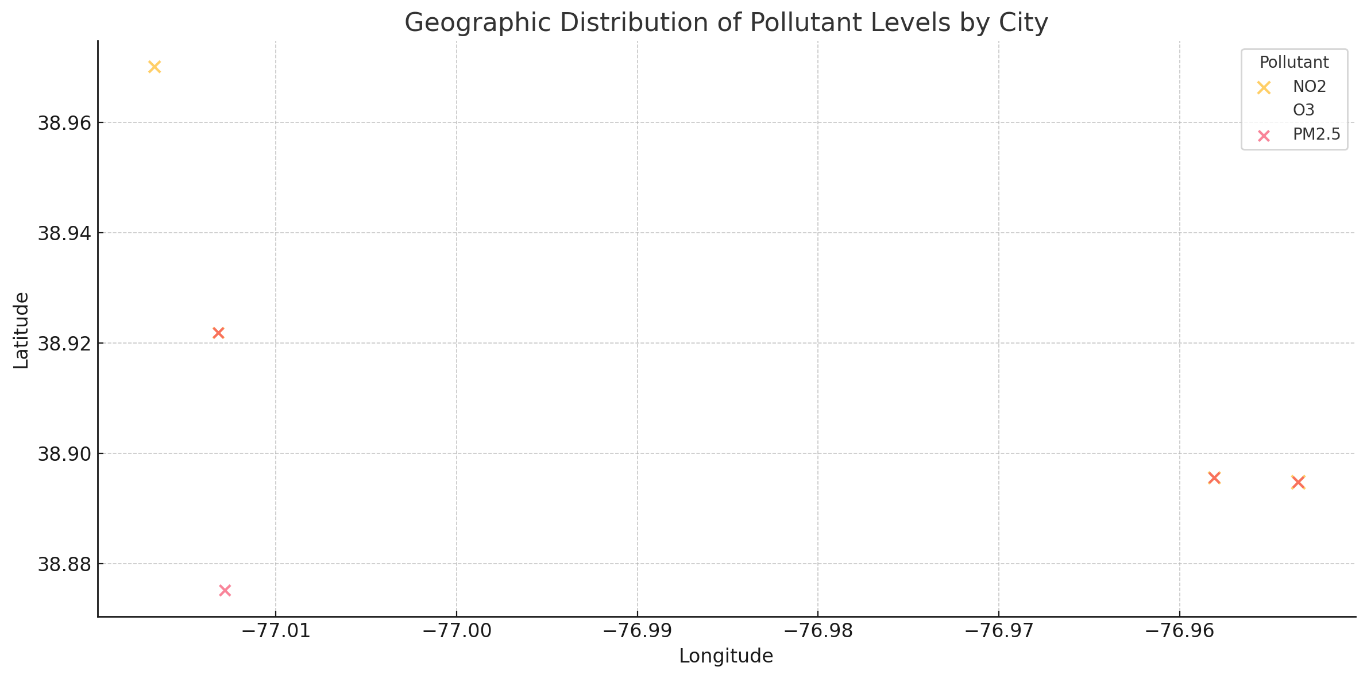 Geographic Distribution of Pollutant Levels by City
Pollutant
NO2
O3
PM2.5
38.96
38.94
38.92
38.90
38.88
Latitude
−77.01
−77.00
−76.99
−76.98
−76.97
−76.96
Longitude